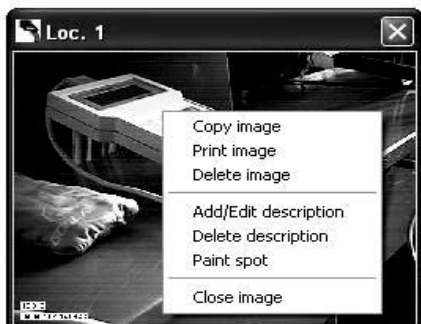 Loc. 1
Copy image
Print image
Delete image
Add/Edit description
Delete description
Paint spot
Close image